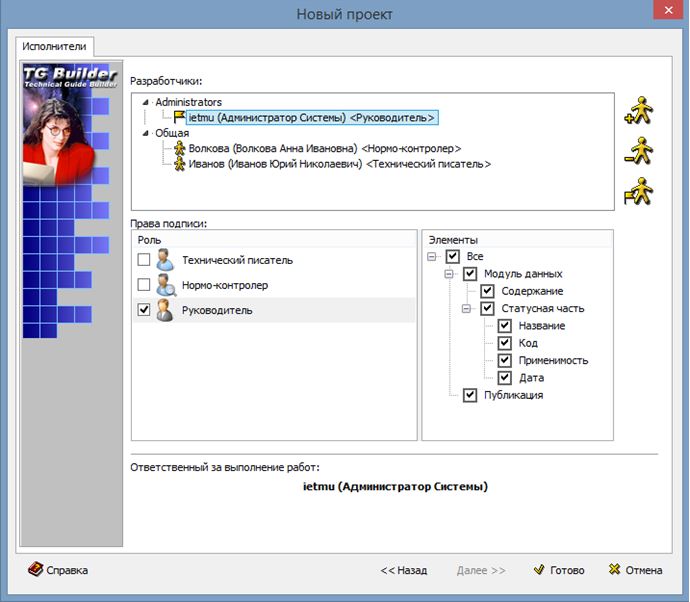 Новый проект
Исполнители
TG Builder
Technical Guide Builder
Разработчики:
Administrators
ietmu (Администратор Системы) <Руководитель>
Общая
Волкова (Волкова Анна Ивановна) <Нормо-контролер>
Иванов (Иванов Юрий Николаевич) <Технический писатель>
Права подписи:
Роль
Технический писатель
Нормо-контролер
Руководитель
Элементы
Все
Модуль данных
Содержание
Статусная часть
Название
Код
Применимость
Дата
Публикация
Ответственный за выполнение работ:
ietmu (Администратор Системы)
Справка
<< Назад
Далее >>
Готово
Отмена